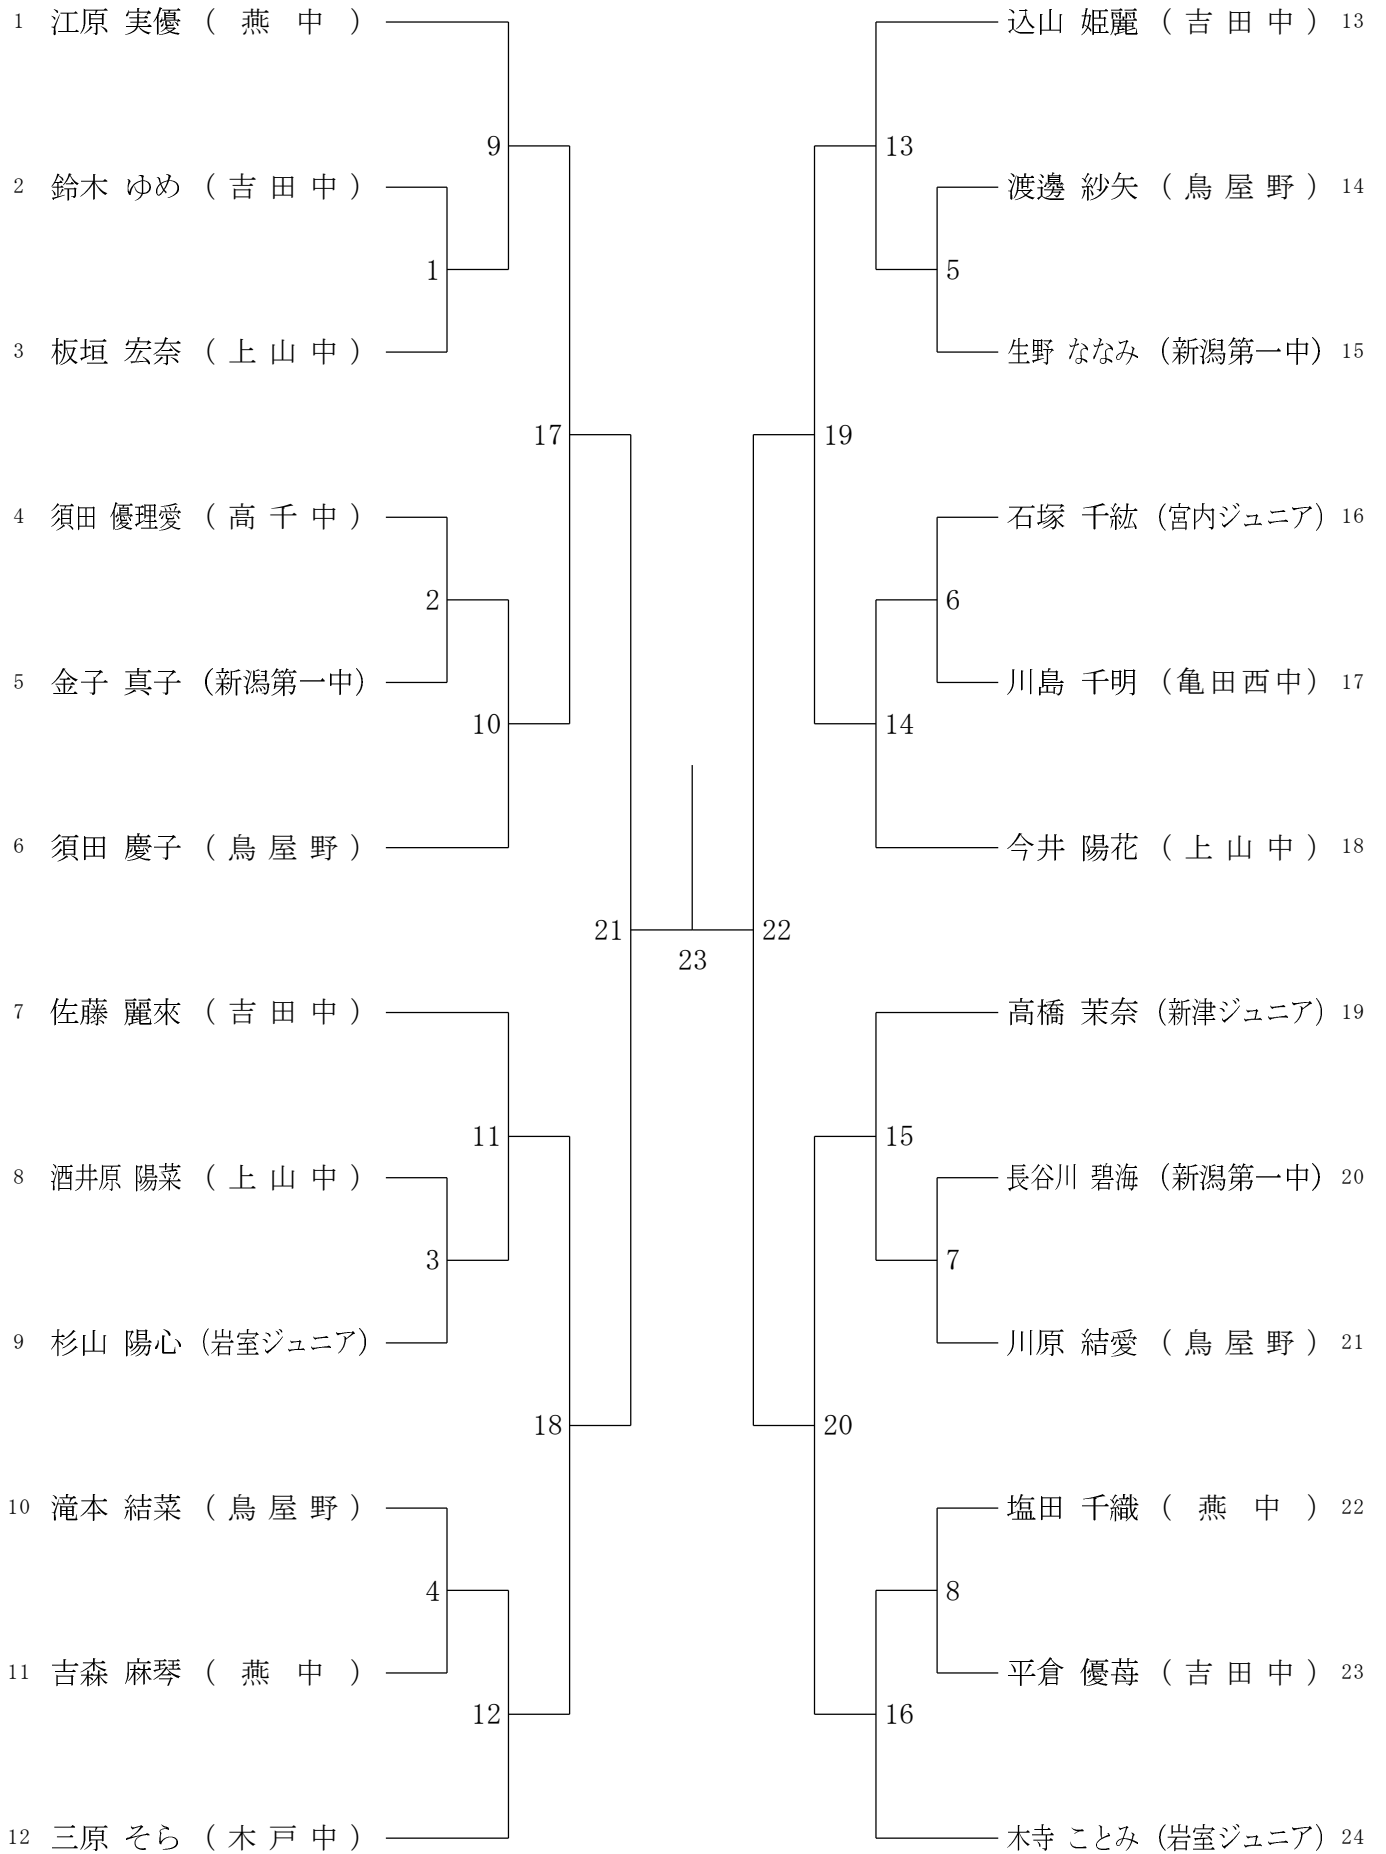 1 江原 実優 ( 燕 中 )
9
2 鈴木 ゆめ ( 吉 田 中 )
1
3 板垣 宏奈 ( 上 山 中 )
17
4 須田 優理愛 ( 高 千 中 )
2
5 金子 真子 (新潟第一中)
10
6 須田 慶子 ( 鳥 屋 野 )
21
7 佐藤 麗來 ( 吉 田 中 )
11
8 酒井原 陽菜 ( 上 山 中 )
3
9 杉山 陽心 (岩室ジュニア)
18
10 滝本 結菜 ( 鳥 屋 野 )
4
11 吉森 麻琴 ( 燕 中 )
12
12 三原 そら ( 木 戸 中 )
23
込山 姫麗 ( 吉 田 中 ) 13
13
渡邊 紗矢 ( 鳥 屋 野 ) 14
5
生野 ななみ (新潟第一中) 15
19
石塚 千紘 (宮内ジュニア) 16
6
川島 千明 (亀田西中) 17
14
今井 陽花 ( 上 山 中 ) 18
22
高橋 茉奈 (新津ジュニア) 19
15
長谷川 碧海 (新潟第一中) 20
7
川原 結愛 ( 鳥 屋 野 ) 21
20
塩田 千織 ( 燕 中 ) 22
8
平倉 優苺 ( 吉 田 中 ) 23
16
木寺 ことみ (岩室ジュニア) 24